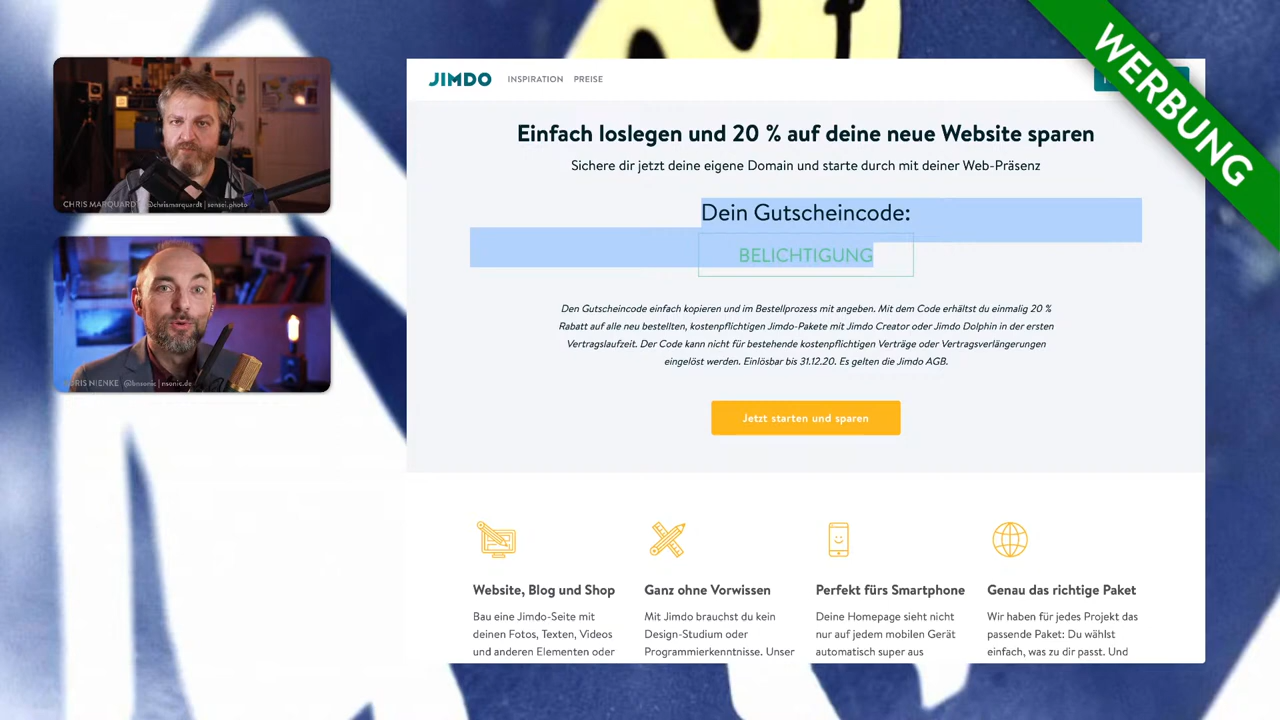 WERBUNG
CHRIS MARQUARDT @chrismarquardt | sensei.photo
BORIS NIENKE @bnsonic | nsonic.de
JIMDO INSPIRATION PREISE
Einfach loslegen und 20 % auf deine neue Website sparen
Sichere dir jetzt deine eigene Domain und starte durch mit deiner Web-Präsenz
Dein Gutscheincode:
BELICHTIGUNG
Den Gutscheincode einfach kopieren und im Bestellprozess mit angeben. Mit dem Code erhältst du einmalig 20 %
Rabatt auf alle neu bestellten, kostenpflichtigen Jimdo-Pakete mit Jimdo Creator oder Jimdo Dolphin in der ersten
Vertragslaufzeit. Der Code kann nicht für bestehende kostenpflichtige Verträge oder Vertragsverlängerungen
eingelöst werden. Einlösbar bis 31.12.20. Es gelten die Jimdo AGB.
Jetzt starten und sparen
Website, Blog und Shop
Bau eine Jimdo-Seite mit
deinen Fotos, Texten, Videos
und anderen Elementen oder
Ganz ohne Vorwissen
Mit Jimdo brauchst du kein
Design-Studium oder
Programmierkenntnisse. Unser
Perfekt fürs Smartphone
Deine Homepage sieht nicht
nur auf jedem mobilen Gerät
automatisch super aus
Genau das richtige Paket
Wir haben für jedes Projekt das
passende Paket: Du wählst
einfach, was zu dir passt. Und